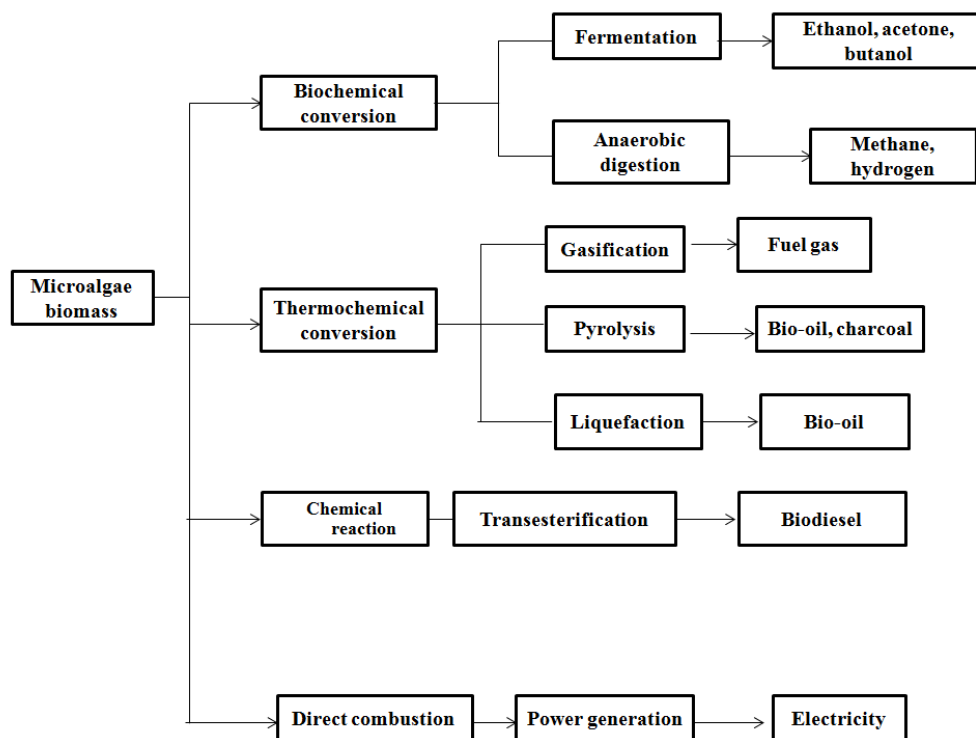 Microalgae
biomass
Biochemical
conversion
Fermentation
Ethanol, acetone,
butanol
Anaerobic
digestion
Methane,
hydrogen
Thermochemical
conversion
Gasification
Fuel gas
Pyrolysis
Bio-oil, charcoal
Liquefaction
Bio-oil
Chemical
reaction
Transesterification
Biodiesel
Direct combustion
Power generation
Electricity